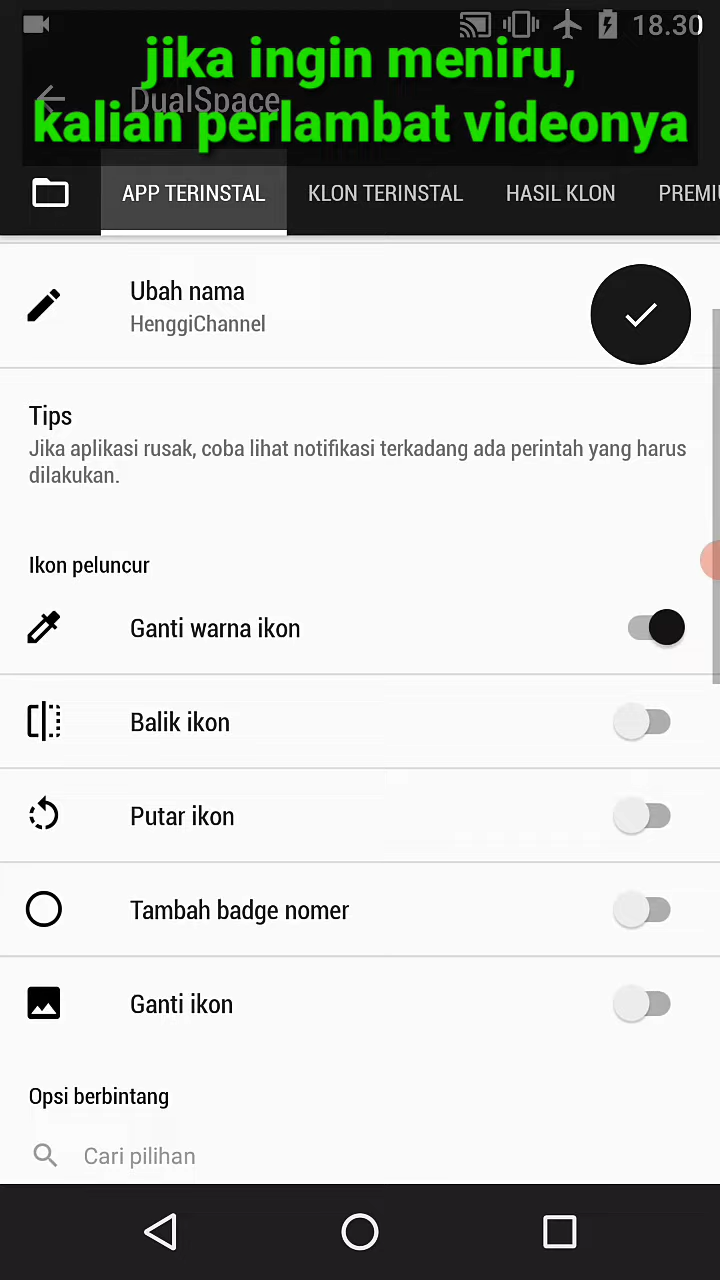 18.30
jika ingin meniru,
DualSpace
kalian perlambat videonya
APP TERINSTAL
KLON TERINSTAL
HASIL KLON
PREMIU
Ubah nama
HenggiChannel
Tips
Jika aplikasi rusak, coba lihat notifikasi terkadang ada perintah yang harus
dilakukan.
Ikon peluncur
Ganti warna ikon
Balik ikon
Putar ikon
Tambah badge nomer
Ganti ikon
Opsi berbintang
Cari pilihan